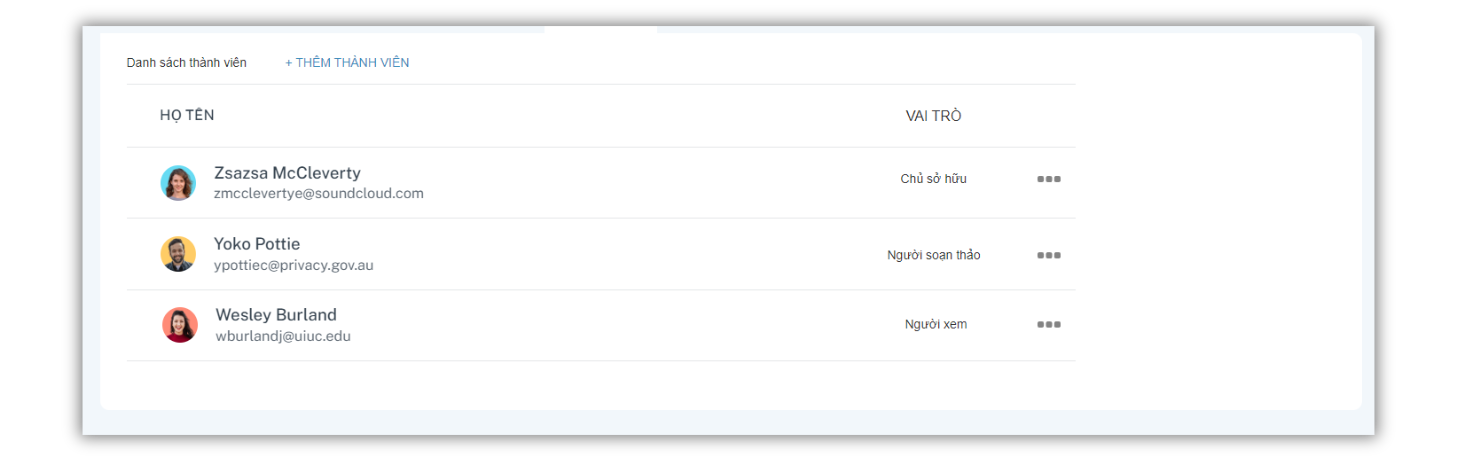 Danh sách thành viên + THÊM THÀNH VIÊN
HỌ TÊN VAI TRÒ
Zsazsa McCleverty
zmcclevertye@soundcloud.com
Chủ sở hữu
Yoko Pottie
ypottiec@privacy.gov.au
Người soạn thảo
Wesley Burland
wburlandj@uiuc.edu
Người xem